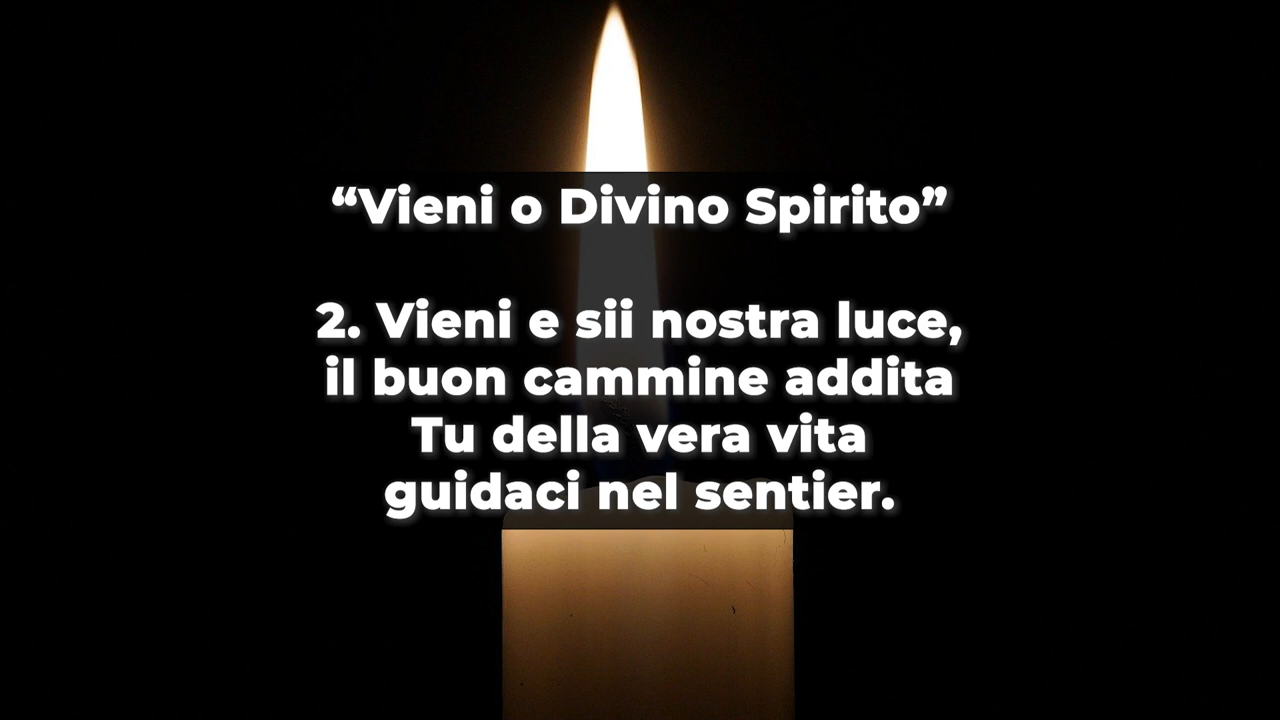 “Vieni o Divino Spirito”
2. Vieni e sii nostra luce,
il buon cammine addita
Tu della vera vita
guidaci nel sentier.